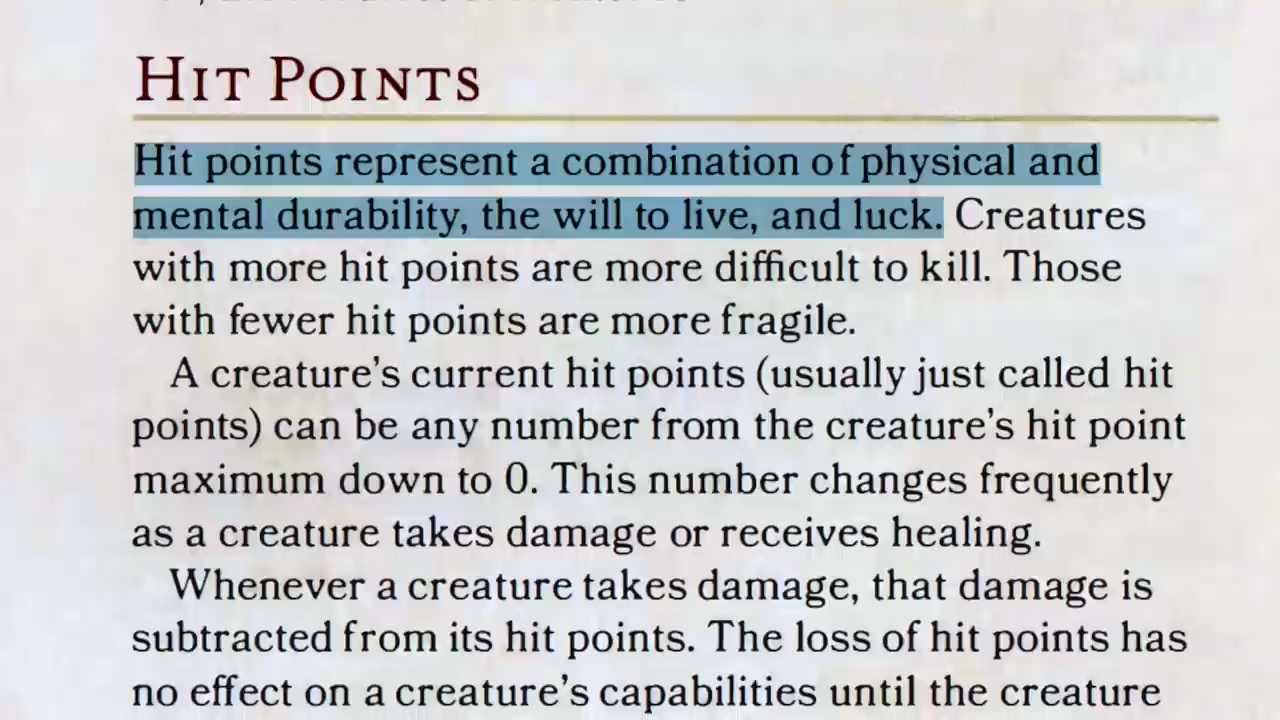 HIT POINTS
Hit points represent a combination of physical and
mental durability, the will to live, and luck. Creatures
with more hit points are more difficult to kill. Those
with fewer hit points are more fragile.
A creature's current hit points (usually just called hit
points) can be any number from the creature's hit point
maximum down to 0. This number changes frequently
as a creature takes damage or receives healing.
Whenever a creature takes damage, that damage is
subtracted from its hit points. The loss of hit points has
no effect on a creature's capabilities until the creature